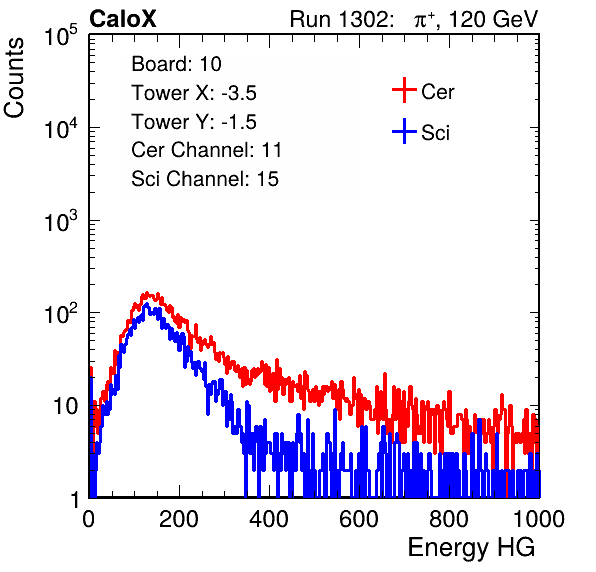 CaloX Run 1302: π⁺, 120 GeV
Board: 10
Tower X: -3.5
Tower Y: -1.5
Cer Channel: 11
Sci Channel: 15
Cer
Sci
Counts
10⁵
10⁴
10³
10²
10
1
0 200 400 600 800 1000
Energy HG